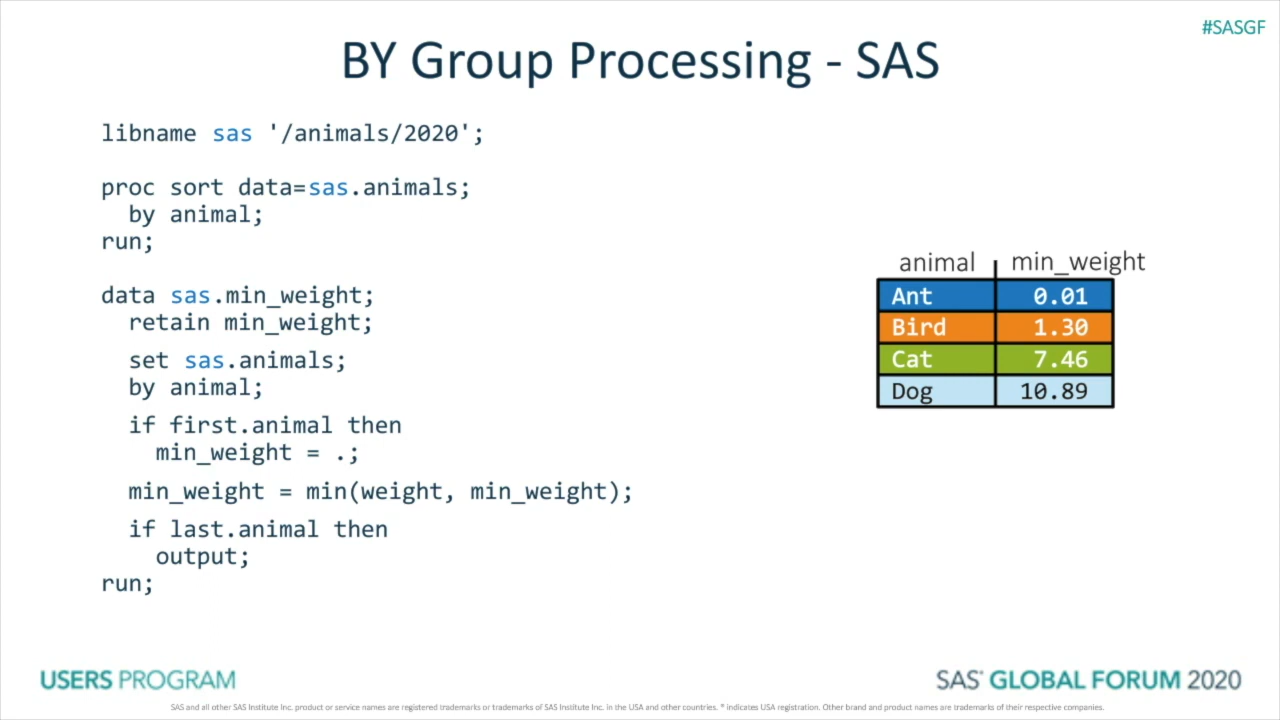 #SASGF
BY Group Processing - SAS
libname sas '/animals/2020';
proc sort data=sas.animals;
by animal;
run;
data sas.min_weight;
retain min_weight;
set sas.animals;
by animal;
if first.animal then
min_weight = .;
min_weight = min(weight, min_weight);
if last.animal then
output;
run;
animal min_weight
Ant 0.01
Bird 1.30
Cat 7.46
Dog 10.89
USERS PROGRAM
SAS® GLOBAL FORUM 2020
SAS and all other SAS Institute Inc. product or service names are registered trademarks or trademarks of SAS Institute Inc. in the USA and other countries. ® indicates USA registration. Other brand and product names are trademarks of their respective companies.